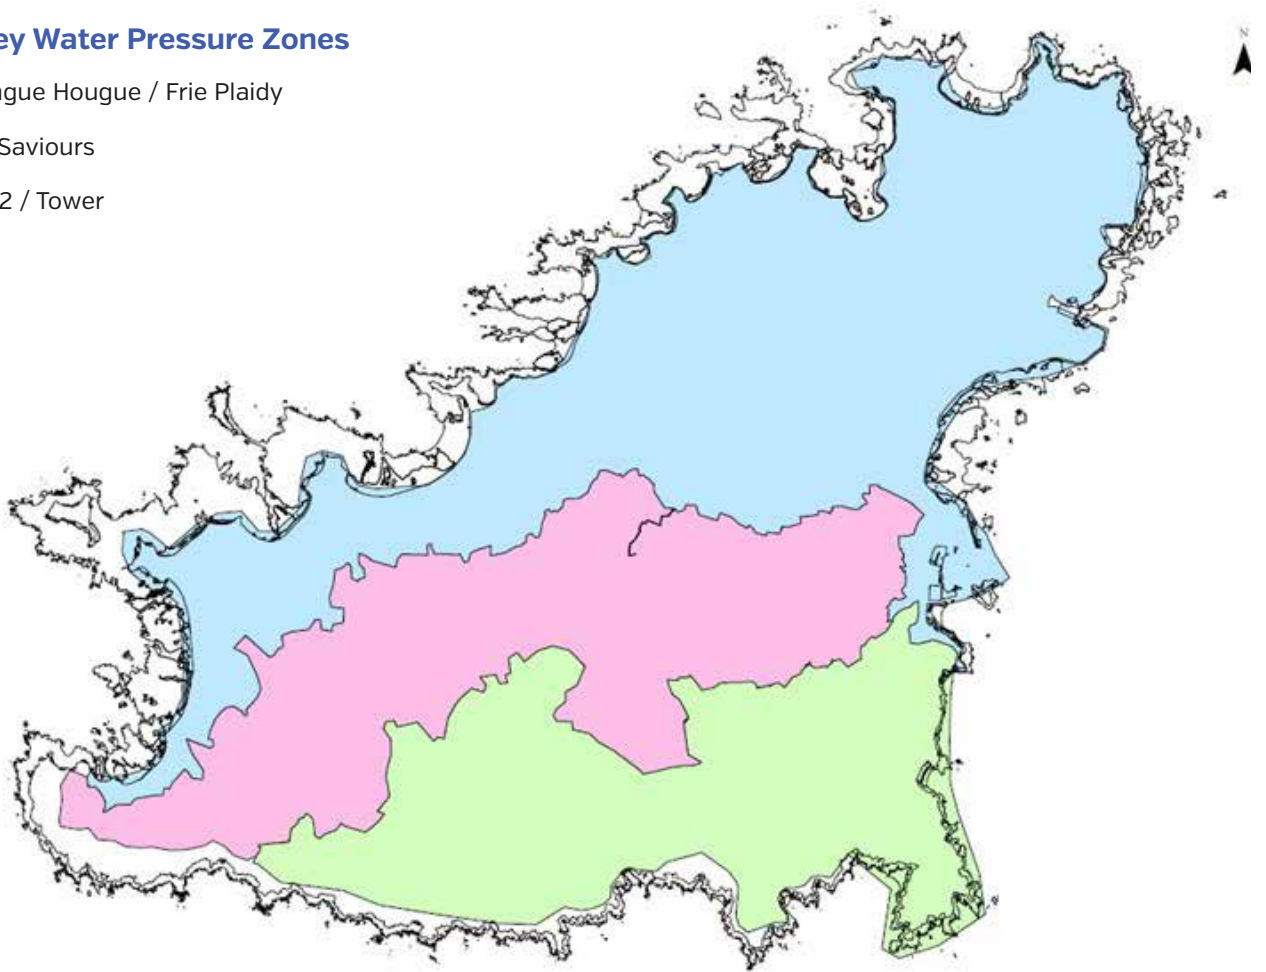 ey Water Pressure Zones
gue Hougue / Frie Plaidy
Saviours
2 / Tower
N